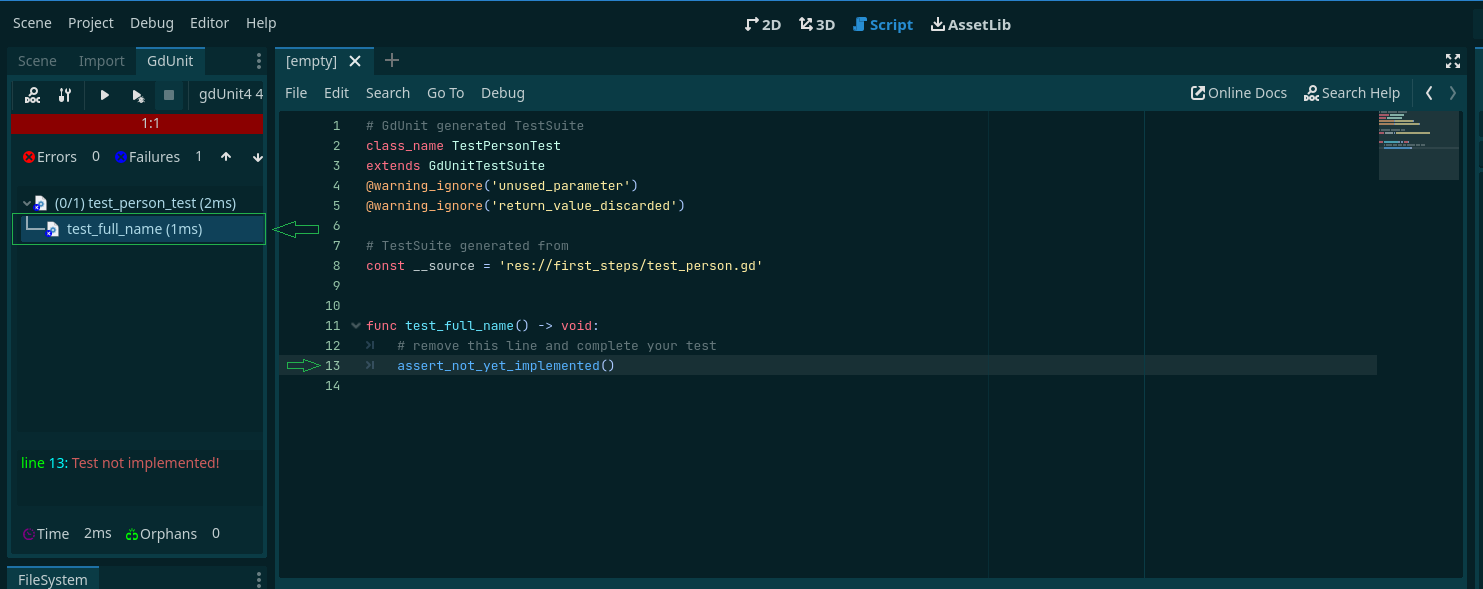 Scene Project Debug Editor Help
2D 3D Script AssetLib
Scene Import GdUnit
[empty]
gdUnit4 4
File Edit Search Go To Debug
Online Docs Search Help
1:1
Errors 0 Failures 1
(0/1) test_person_test (2ms)
test_full_name (1ms)
line 13: Test not implemented!
Time 2ms Orphans 0
FileSystem
1 # GdUnit generated TestSuite
2 class_name TestPersonTest
3 extends GdUnitTestSuite
4 @warning_ignore('unused_parameter')
5 @warning_ignore('return_value_discarded')
6
7 # TestSuite generated from
8 const __source = 'res://first_steps/test_person.gd'
9
10
11 func test_full_name() -> void:
12 # remove this line and complete your test
13 assert_not_yet_implemented()
14